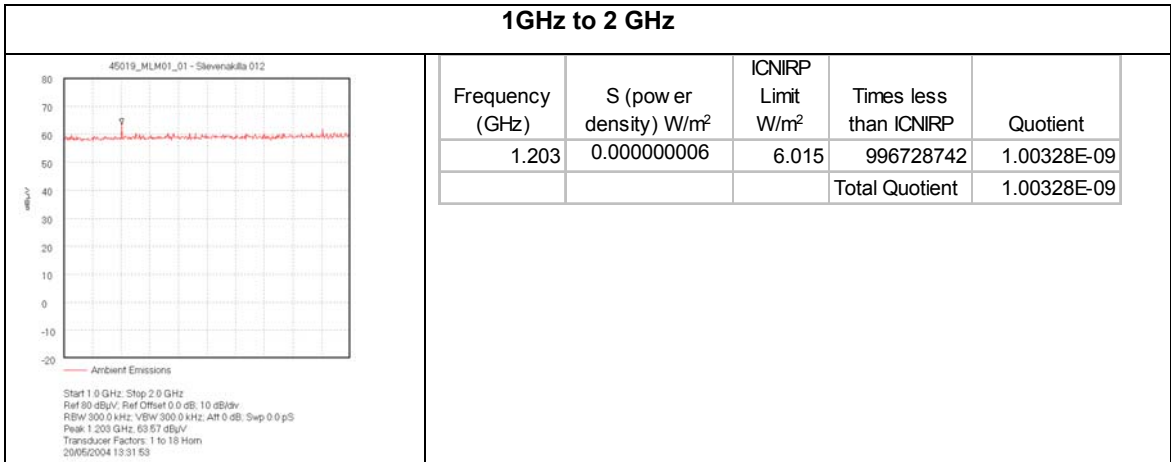 1GHz to 2 GHz
45019_MLM01_01 - Slievenakilla 012
80
70
60
50
40
30
20
10
0
-10
-20
dBµV
Ambient Emissions
Start 1.0 GHz; Stop 2.0 GHz
Ref 80 dBµV; Ref Offset 0.0 dB; 10 dB/div
RBW 300.0 kHz; VBW 300.0 kHz; Att 0 dB; Swp 0.0 pS
Peak 1.203 GHz, 63.57 dBµV
Transducer Factors: 1 to 18 Horn
20/05/2004 13:31:53
Frequency (GHz) S (pow er density) W/m² ICNIRP Limit W/m² Times less than ICNIRP Quotient
1.203 0.000000006 6.015 996728742 1.00328E-09
Total Quotient 1.00328E-09